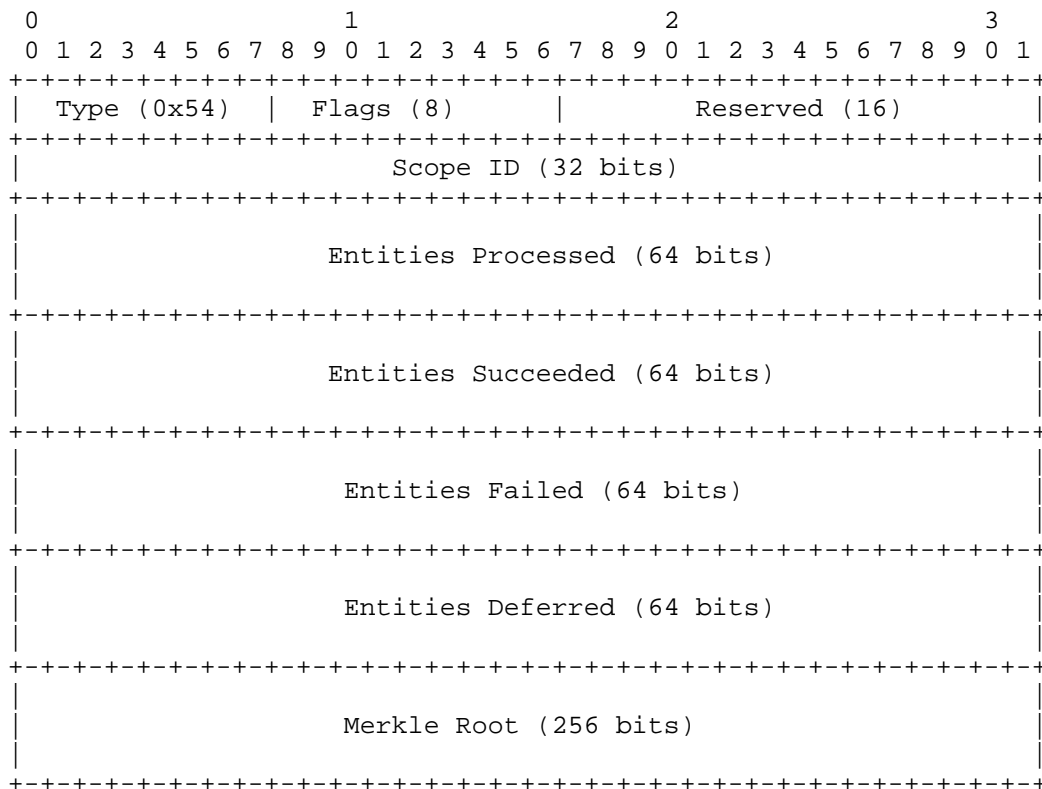 0                   1                   2                   3
 0 1 2 3 4 5 6 7 8 9 0 1 2 3 4 5 6 7 8 9 0 1 2 3 4 5 6 7 8 9 0 1
+-+-+-+-+-+-+-+-+-+-+-+-+-+-+-+-+-+-+-+-+-+-+-+-+-+-+-+-+-+-+-+-+
|  Type (0x54)  |  Flags (8)      |        Reserved (16)        |
+-+-+-+-+-+-+-+-+-+-+-+-+-+-+-+-+-+-+-+-+-+-+-+-+-+-+-+-+-+-+-+-+
|                       Scope ID (32 bits)                      |
+-+-+-+-+-+-+-+-+-+-+-+-+-+-+-+-+-+-+-+-+-+-+-+-+-+-+-+-+-+-+-+-+
|                                                               |
|                   Entities Processed (64 bits)                |
|                                                               |
+-+-+-+-+-+-+-+-+-+-+-+-+-+-+-+-+-+-+-+-+-+-+-+-+-+-+-+-+-+-+-+-+
|                                                               |
|                   Entities Succeeded (64 bits)                |
|                                                               |
+-+-+-+-+-+-+-+-+-+-+-+-+-+-+-+-+-+-+-+-+-+-+-+-+-+-+-+-+-+-+-+-+
|                                                               |
|                    Entities Failed (64 bits)                  |
|                                                               |
+-+-+-+-+-+-+-+-+-+-+-+-+-+-+-+-+-+-+-+-+-+-+-+-+-+-+-+-+-+-+-+-+
|                                                               |
|                    Entities Deferred (64 bits)                |
|                                                               |
+-+-+-+-+-+-+-+-+-+-+-+-+-+-+-+-+-+-+-+-+-+-+-+-+-+-+-+-+-+-+-+-+
|                                                               |
|                    Merkle Root (256 bits)                     |
|                                                               |
+-+-+-+-+-+-+-+-+-+-+-+-+-+-+-+-+-+-+-+-+-+-+-+-+-+-+-+-+-+-+-+-+